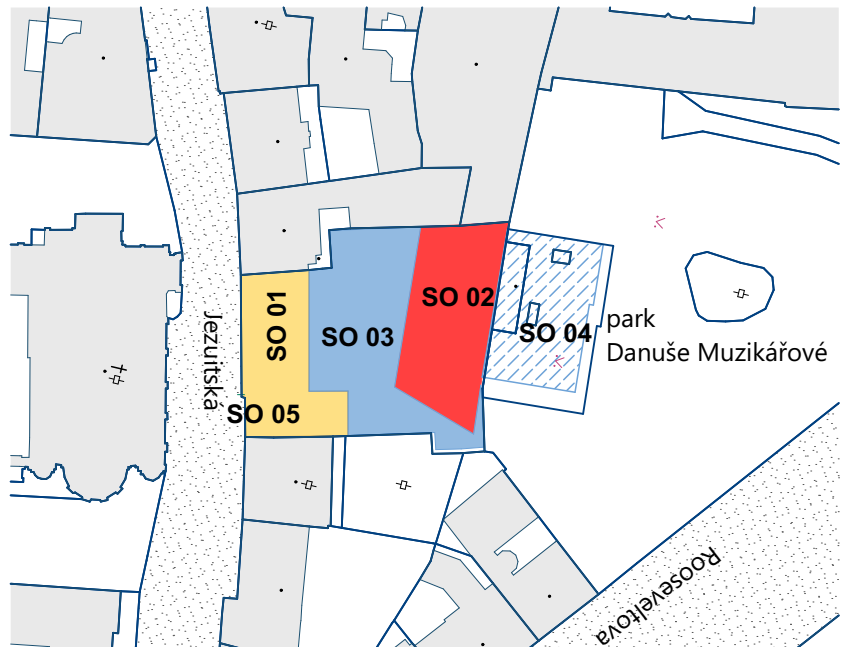 SO 01
SO 02
SO 03
SO 04
SO 05
Jezuitská
park
Danuše Muzikářové
Rooseveltova